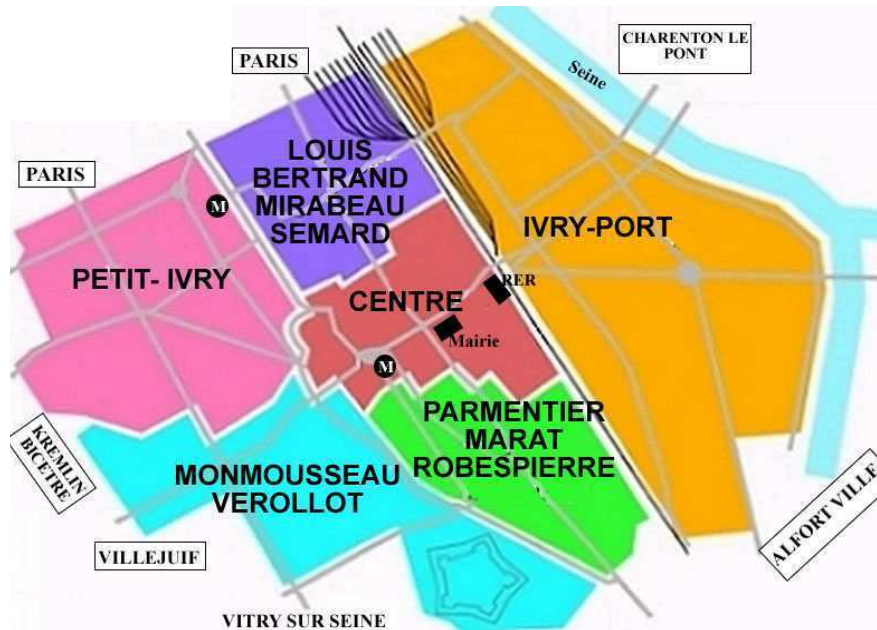 PARIS
CHARENTON LE
PONT
Seine
PARIS
LOUIS
BERTRAND
MIRABEAU
SEMARD
M
IVRY-PORT
PETIT- IVRY
RER
CENTRE
Mairie
M
PARMENTIER
MARAT
ROBESPIERRE
KREMLIN
BICETRE
MONMOUSSEAU
VEROLLOT
ALFORT VILLE
VILLEJUIF
VITRY SUR SEINE